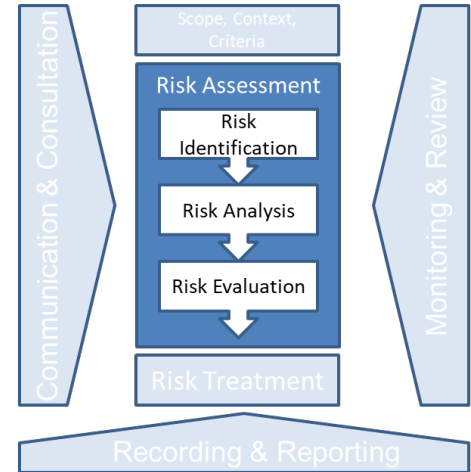 Scope, Context,
Criteria
Communication & Consultation
Risk Assessment
Risk
Identification
Risk Analysis
Risk Evaluation
Monitoring & Review
Risk Treatment
Recording & Reporting